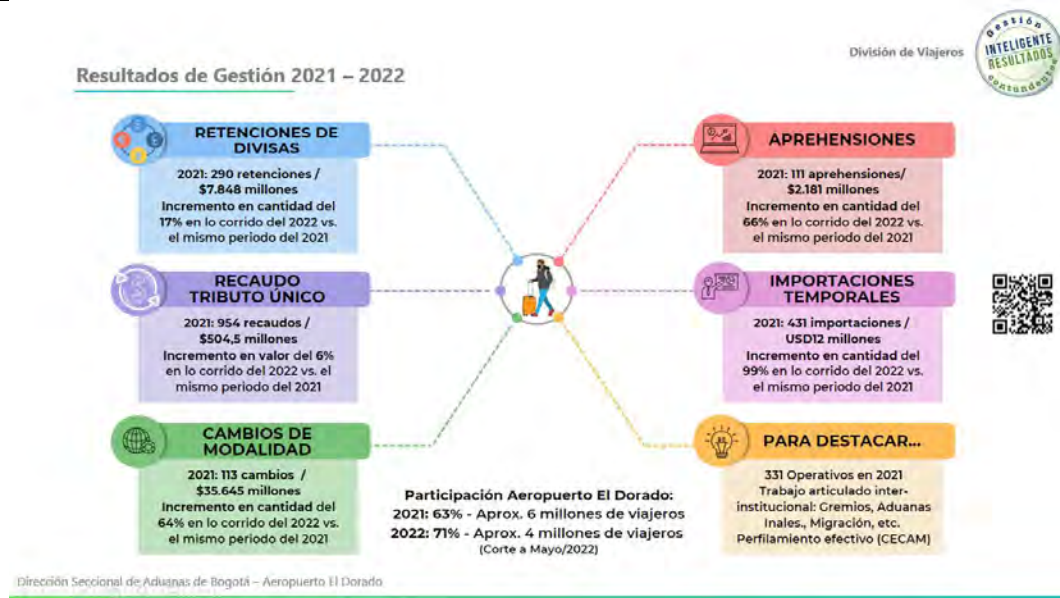 División de Viajeros
Gestión
INTELIGENTE
RESULTADOS
contundentes
Resultados de Gestión 2021 – 2022
RETENCIONES DE
DIVISAS
2021: 290 retenciones /
$7.848 millones
Incremento en cantidad del
17% en lo corrido del 2022 vs.
el mismo periodo del 2021
RECAUDO
TRIBUTO ÚNICO
2021: 954 recaudos /
$504,5 millones
Incremento en valor del 6%
en lo corrido del 2022 vs. el
mismo periodo del 2021
CAMBIOS DE
MODALIDAD
2021: 113 cambios /
$35.645 millones
Incremento en cantidad del
64% en lo corrido del 2022 vs.
el mismo periodo del 2021
APREHENSIONES
2021: 111 aprehensiones/
$2.181 millones
Incremento en cantidad del
66% en lo corrido del 2022 vs.
el mismo periodo del 2021
IMPORTACIONES
TEMPORALES
2021: 431 importaciones /
USD12 millones
Incremento en cantidad del
99% en lo corrido del 2022 vs.
el mismo periodo del 2021
PARA DESTACAR...
331 Operativos en 2021
Trabajo articulado inter-
institucional: Gremios, Aduanas
Inales., Migración, etc.
Perfilamiento efectivo (CECAM)
Participación Aeropuerto El Dorado:
2021: 63% - Aprox. 6 millones de viajeros
2022: 71% - Aprox. 4 millones de viajeros
(Corte a Mayo/2022)
Dirección Seccional de Aduanas de Bogotá – Aeropuerto El Dorado